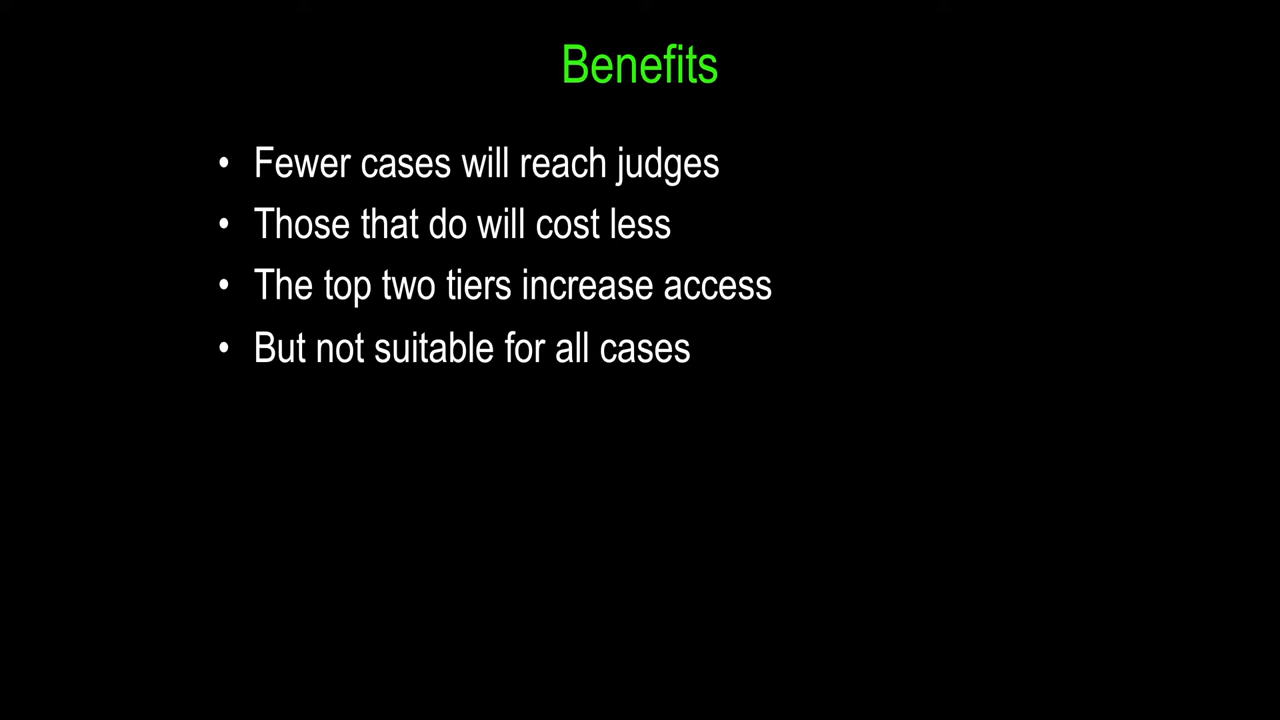 Benefits
• Fewer cases will reach judges
• Those that do will cost less
• The top two tiers increase access
• But not suitable for all cases